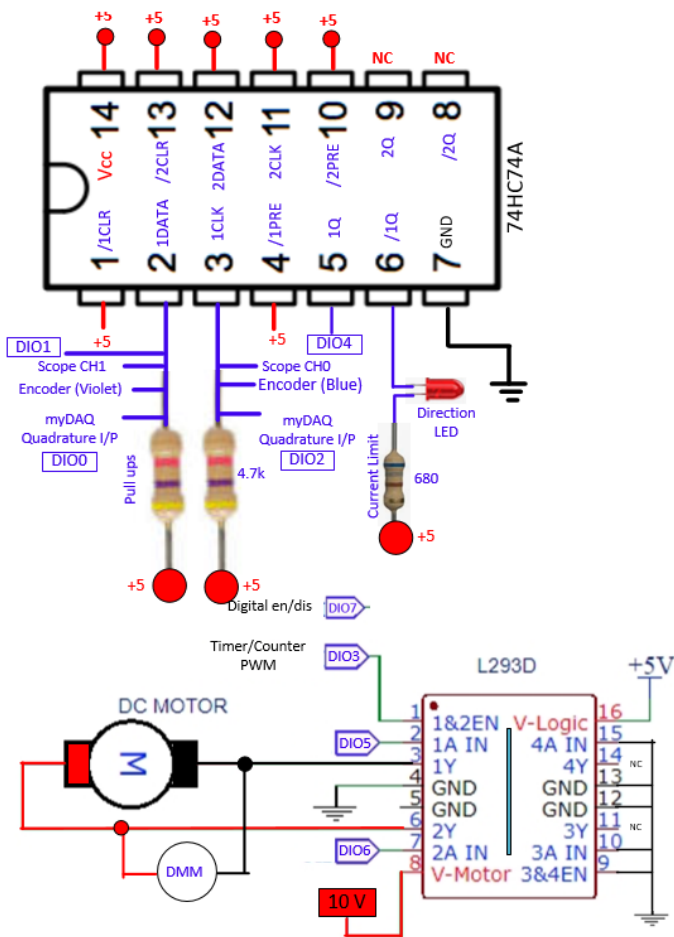 +5 +5 +5 +5 +5
NC NC
14 13 12 11 10 9 8
Vcc /2CLR 2DATA 2CLK /2PRE 2Q /2Q
/1CLR 1DATA 1CLK /1PRE 1Q /1Q GND
1 2 3 4 5 6 7
74HC74A
+5 +5
DIO1 DIO4
Scope CH1 Scope CH0
Encoder (Violet) Encoder (Blue)
myDAQ
Quadrature I/P
DIO0
myDAQ
Quadrature I/P
DIO2
Direction
LED
Pull ups
4.7k
Current Limit
680
+5
+5 +5
Digital en/dis DIO7
Timer/Counter
PWM
DIO3
L293D
+5V
DC MOTOR
M
DMM
1 1&2EN V-Logic 16
DIO5 2 1A IN 4A IN 15
3 1Y 4Y 14 NC
4 GND GND 13
5 GND GND 12
6 2Y 3Y 11 NC
DIO6 7 2A IN 3A IN 10
8 V-Motor 3&4EN 9
10 V